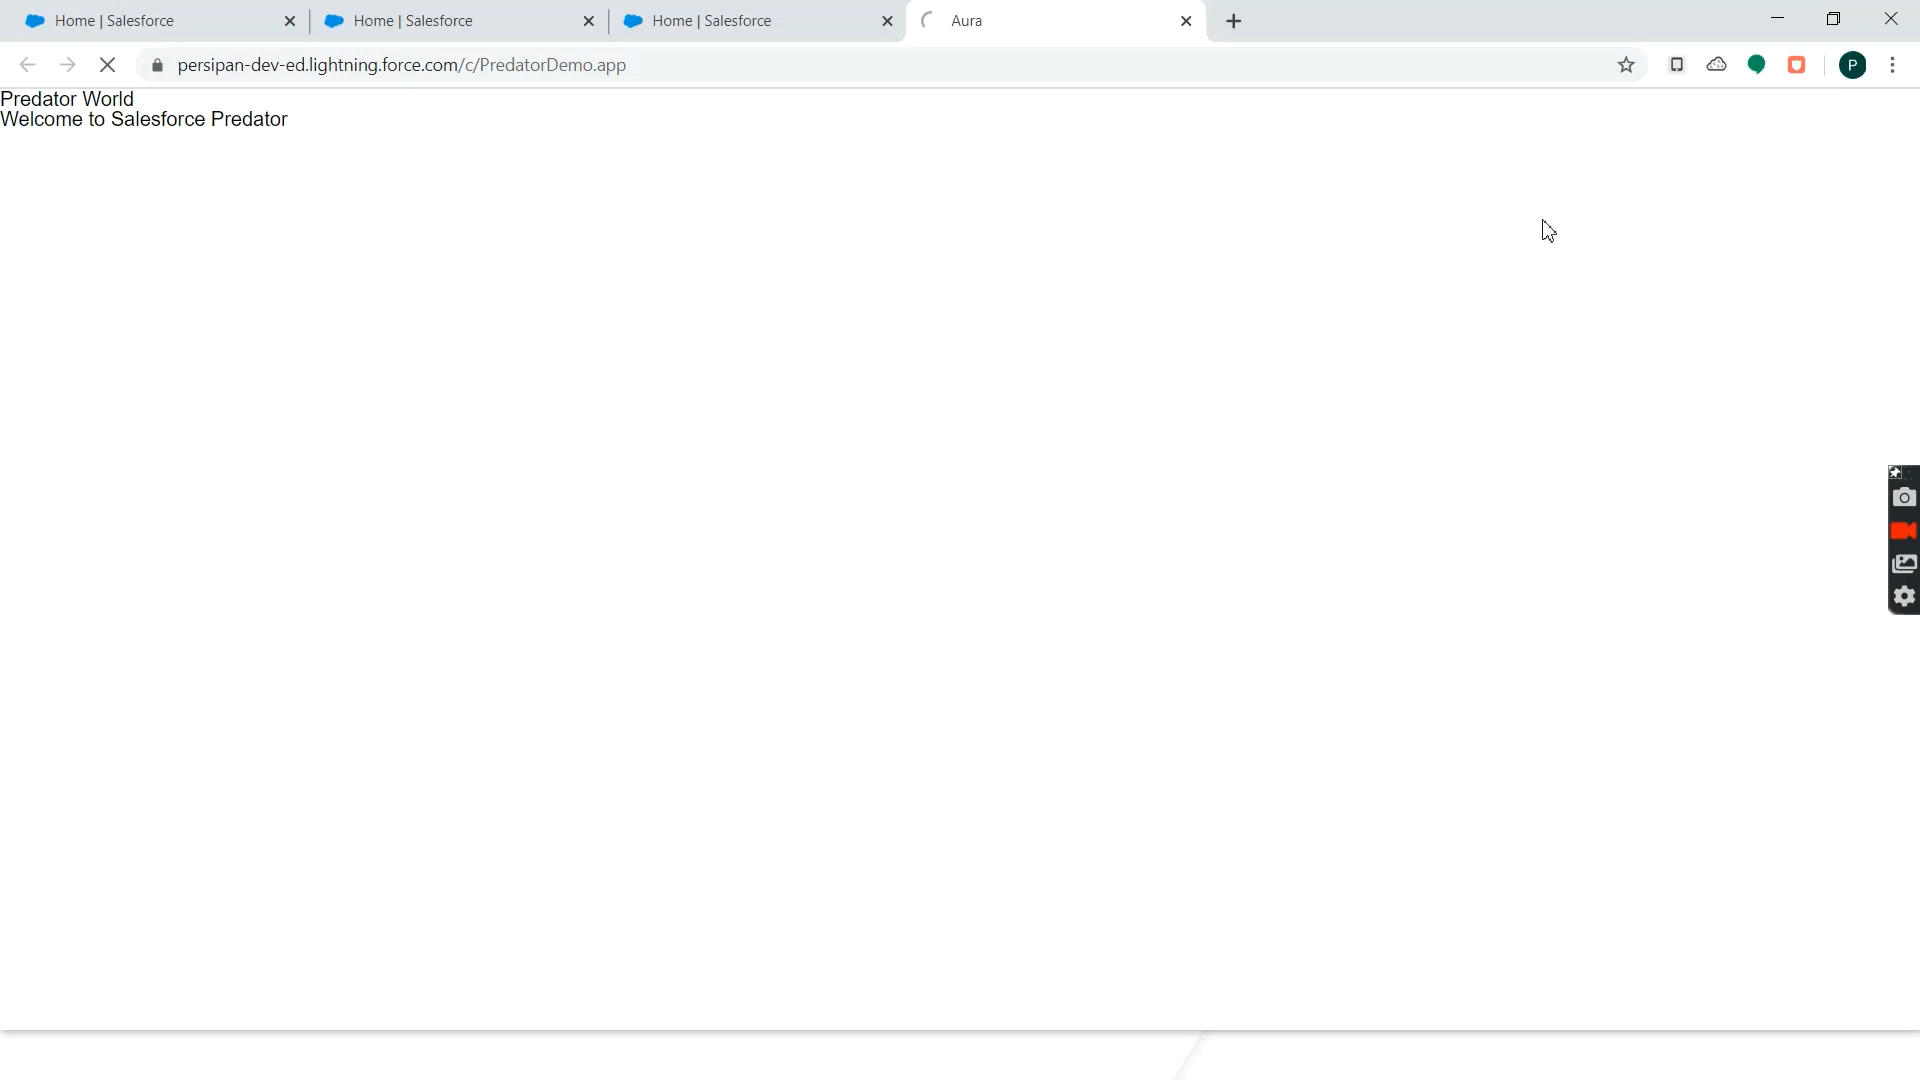 Home | Salesforce
Home | Salesforce
Home | Salesforce
Aura
persipan-dev-ed.lightning.force.com/c/PredatorDemo.app
P
Predator World
Welcome to Salesforce Predator